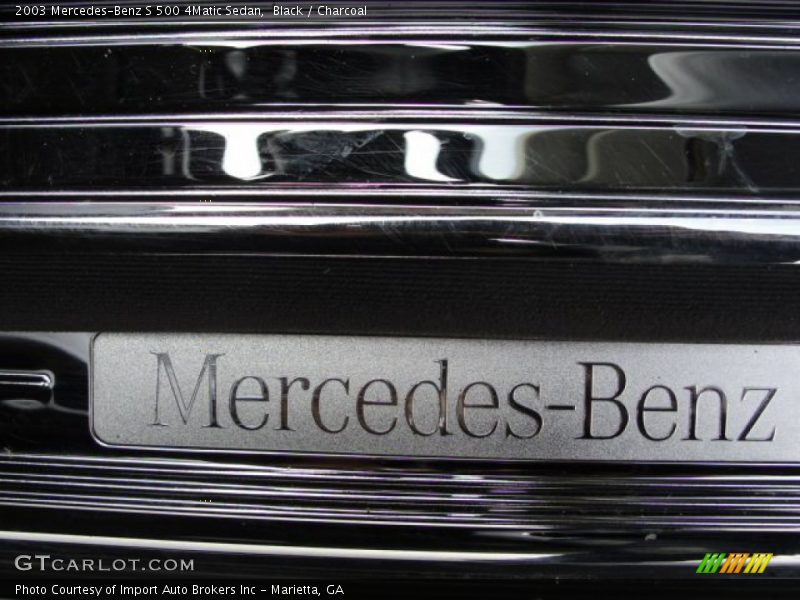 2003 Mercedes-Benz S 500 4Matic Sedan,  Black / Charcoal
Mercedes-Benz
GTCARLOT.COM
Photo Courtesy of Import Auto Brokers Inc - Marietta, GA